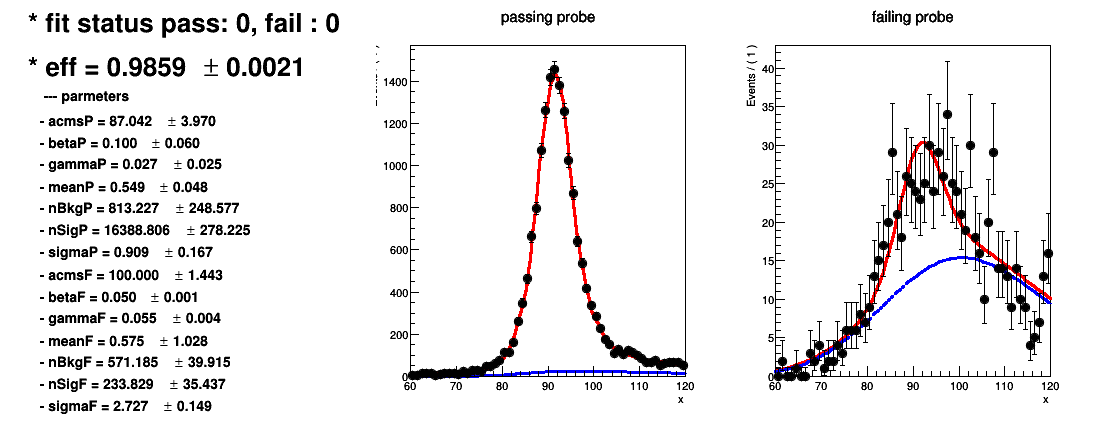 * fit status pass: 0, fail : 0
* eff = 0.9859 ± 0.0021
--- parmeters
- acmsP = 87.042 ± 3.970
- betaP = 0.100 ± 0.060
- gammaP = 0.027 ± 0.025
- meanP = 0.549 ± 0.048
- nBkgP = 813.227 ± 248.577
- nSigP = 16388.806 ± 278.225
- sigmaP = 0.909 ± 0.167
- acmsF = 100.000 ± 1.443
- betaF = 0.050 ± 0.001
- gammaF = 0.055 ± 0.004
- meanF = 0.575 ± 1.028
- nBkgF = 571.185 ± 39.915
- nSigF = 233.829 ± 35.437
- sigmaF = 2.727 ± 0.149
passing probe
1400
1200
1000
800
600
400
200
0
60 70 80 90 100 110 120
x
failing probe
Events / ( 1 )
40
35
30
25
20
15
10
5
0
60 70 80 90 100 110 120
x